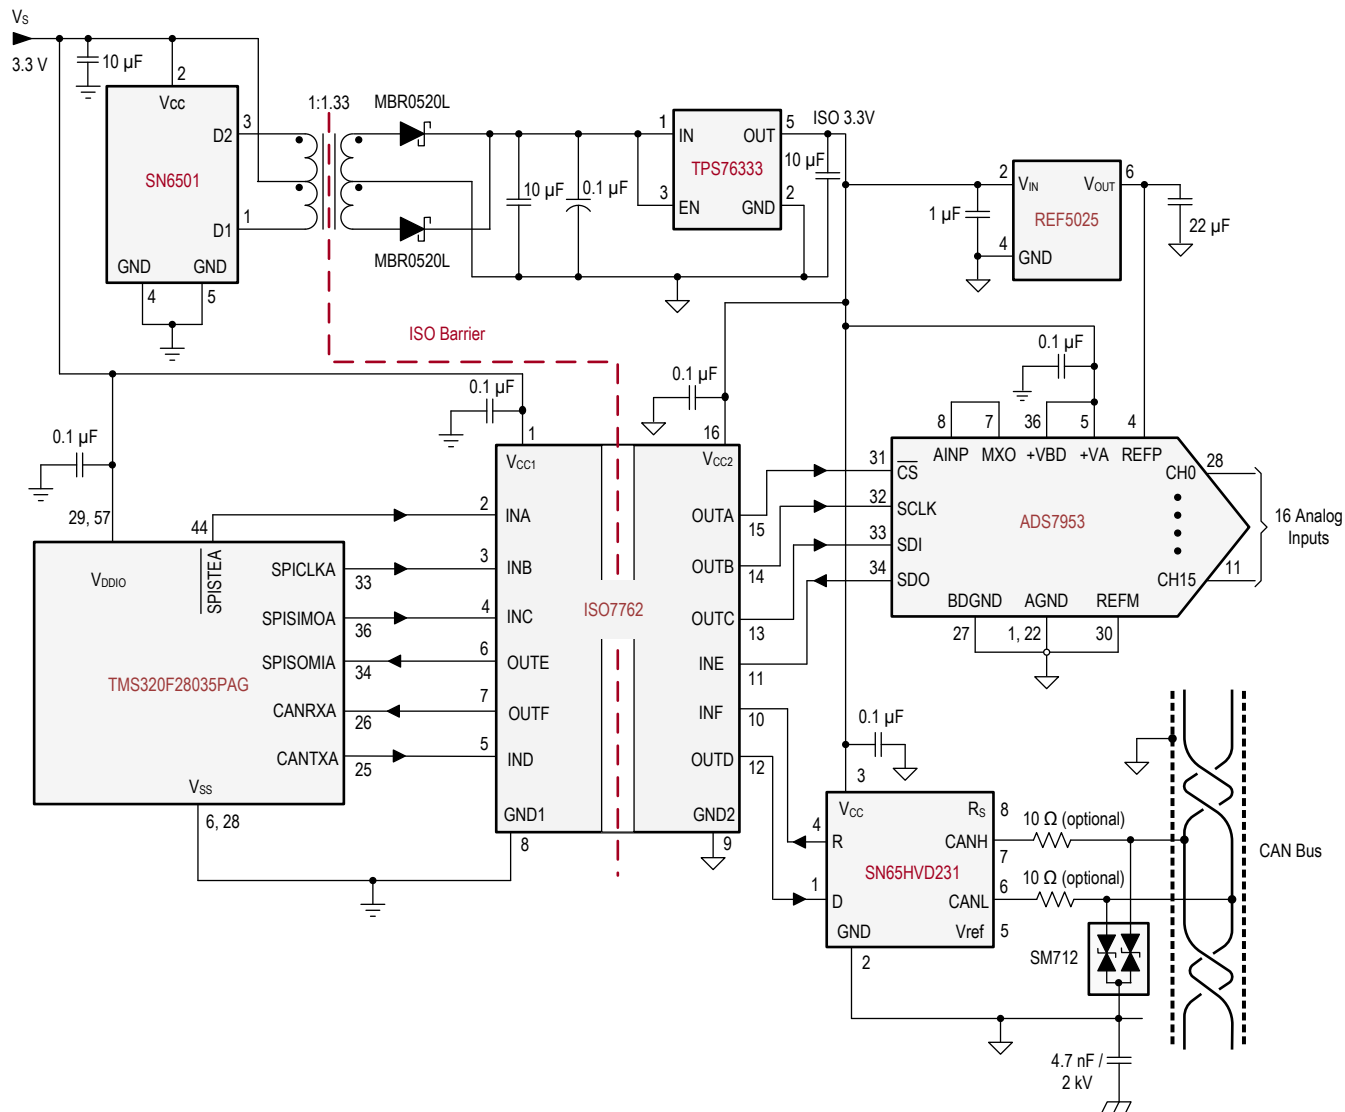 VS
3.3 V
10 µF
2
Vcc
D2
3
SN6501
D1
1
GND
GND
4
5
1:1.33
MBR0520L
MBR0520L
10 µF
0.1 µF
1
IN
OUT
5
TPS76333
3
EN
GND
2
ISO 3.3V
10 µF
2
VIN
VOUT
6
REF5025
1 µF
4
GND
22 µF
ISO Barrier
0.1 µF
0.1 µF
0.1 µF
0.1 µF
29, 57
44
VDDIO
SPISTEA
SPICLKA
33
SPISIMOA
36
SPISOMIA
34
TMS320F28035PAG
CANRXA
26
CANTXA
25
VSS
6, 28
1
VCC1
2
INA
3
INB
4
INC
6
OUTE
7
OUTF
5
IND
GND1
8
ISO7762
16
VCC2
OUTA
15
OUTB
14
OUTC
13
INE
11
INF
10
OUTD
12
GND2
9
8
7
36
5
4
AINP
MXO
+VBD
+VA
REFP
31
CS
32
SCLK
33
SDI
34
SDO
ADS7953
CH0
28
CH15
11
16 Analog
Inputs
BDGND
AGND
REFM
27
1, 22
30
0.1 µF
3
VCC
RS
8
4
R
CANH
7
SN65HVD231
1
D
CANL
6
GND
Vref
5
2
10 Ω (optional)
10 Ω (optional)
SM712
CAN Bus
4.7 nF /
2 kV